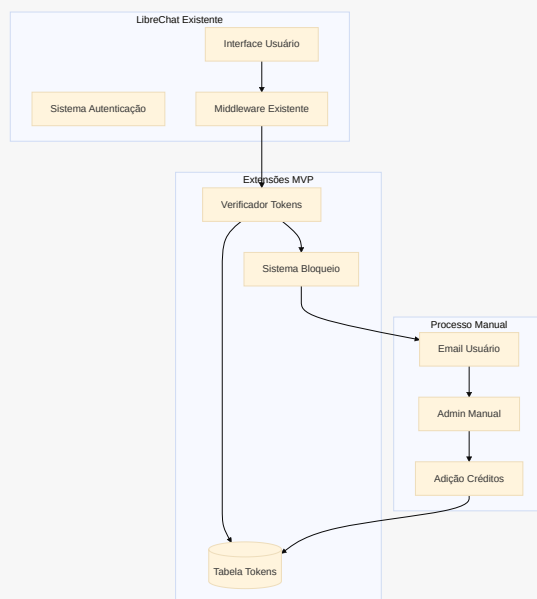 LibreChat Existente
Interface Usuário
Sistema Autenticação
Middleware Existente
Extensões MVP
Verificador Tokens
Sistema Bloqueio
Processo Manual
Email Usuário
Admin Manual
Adição Créditos
Tabela Tokens